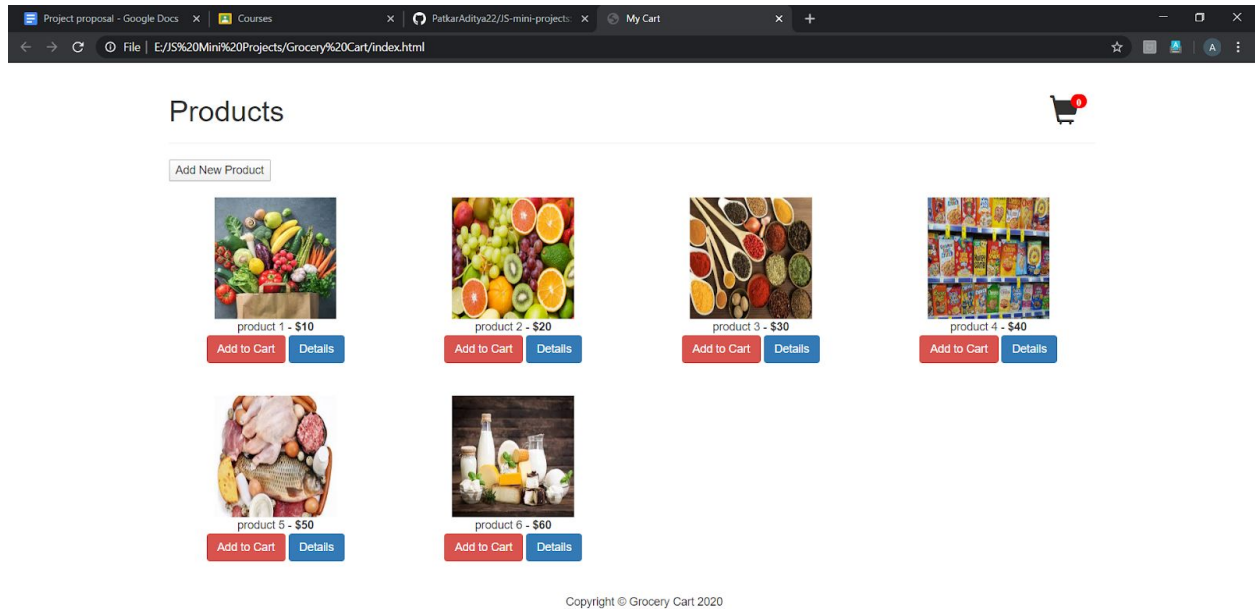 Project proposal - Google Docs
Courses
PatkarAditya22/JS-mini-projects:
My Cart
File | E:/JS%20Mini%20Projects/Grocery%20Cart/index.html
A
Products
0
Add New Product
product 1 - $10
Add to Cart
Details
product 2 - $20
Add to Cart
Details
product 3 - $30
Add to Cart
Details
product 4 - $40
Add to Cart
Details
product 5 - $50
Add to Cart
Details
product 6 - $60
Add to Cart
Details
Copyright © Grocery Cart 2020